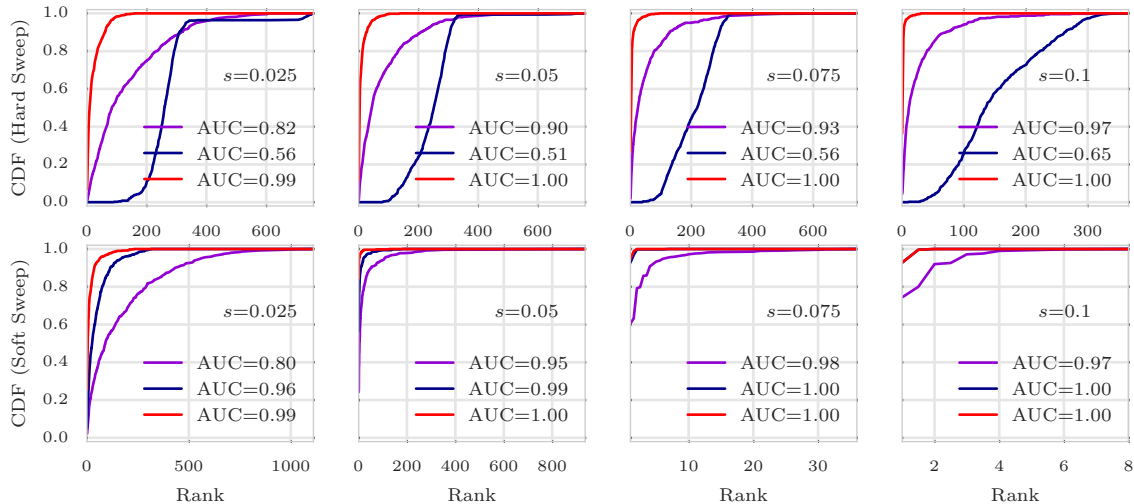 CDF (Hard Sweep)
1.0
0.8
0.6
0.4
0.2
0.0
s=0.025
AUC=0.82
AUC=0.56
AUC=0.99
0 200 400 600
s=0.05
AUC=0.90
AUC=0.51
AUC=1.00
0 200 400 600 800
s=0.075
AUC=0.93
AUC=0.56
AUC=1.00
0 200 400 600
s=0.1
AUC=0.97
AUC=0.65
AUC=1.00
0 100 200 300
CDF (Soft Sweep)
1.0
0.8
0.6
0.4
0.2
0.0
s=0.025
AUC=0.80
AUC=0.96
AUC=0.99
0 500 1000
Rank
s=0.05
AUC=0.95
AUC=0.99
AUC=1.00
0 200 400 600 800
Rank
s=0.075
AUC=0.98
AUC=1.00
AUC=1.00
10 20 30
Rank
s=0.1
AUC=0.97
AUC=1.00
AUC=1.00
2 4 6 8
Rank